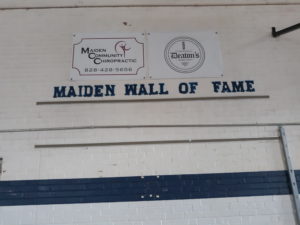 Maiden
Community
Chiropractic
828-428-5656
Deaton's
MAIDEN WALL OF FAME